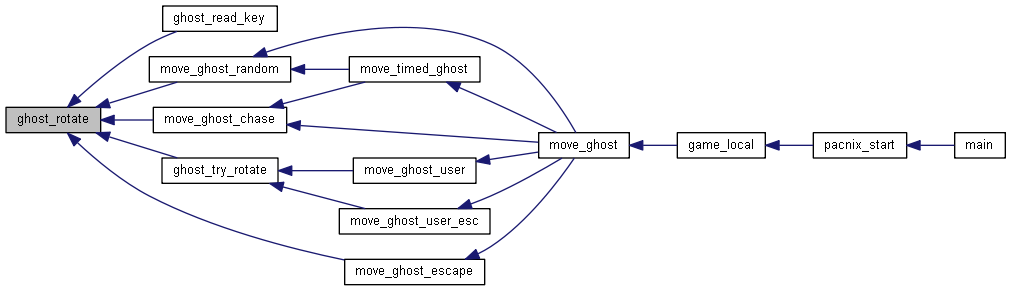 ghost_rotate
ghost_read_key
move_ghost_random
move_timed_ghost
move_ghost_chase
move_ghost
game_local
pacnix_start
main
ghost_try_rotate
move_ghost_user
move_ghost_user_esc
move_ghost_escape